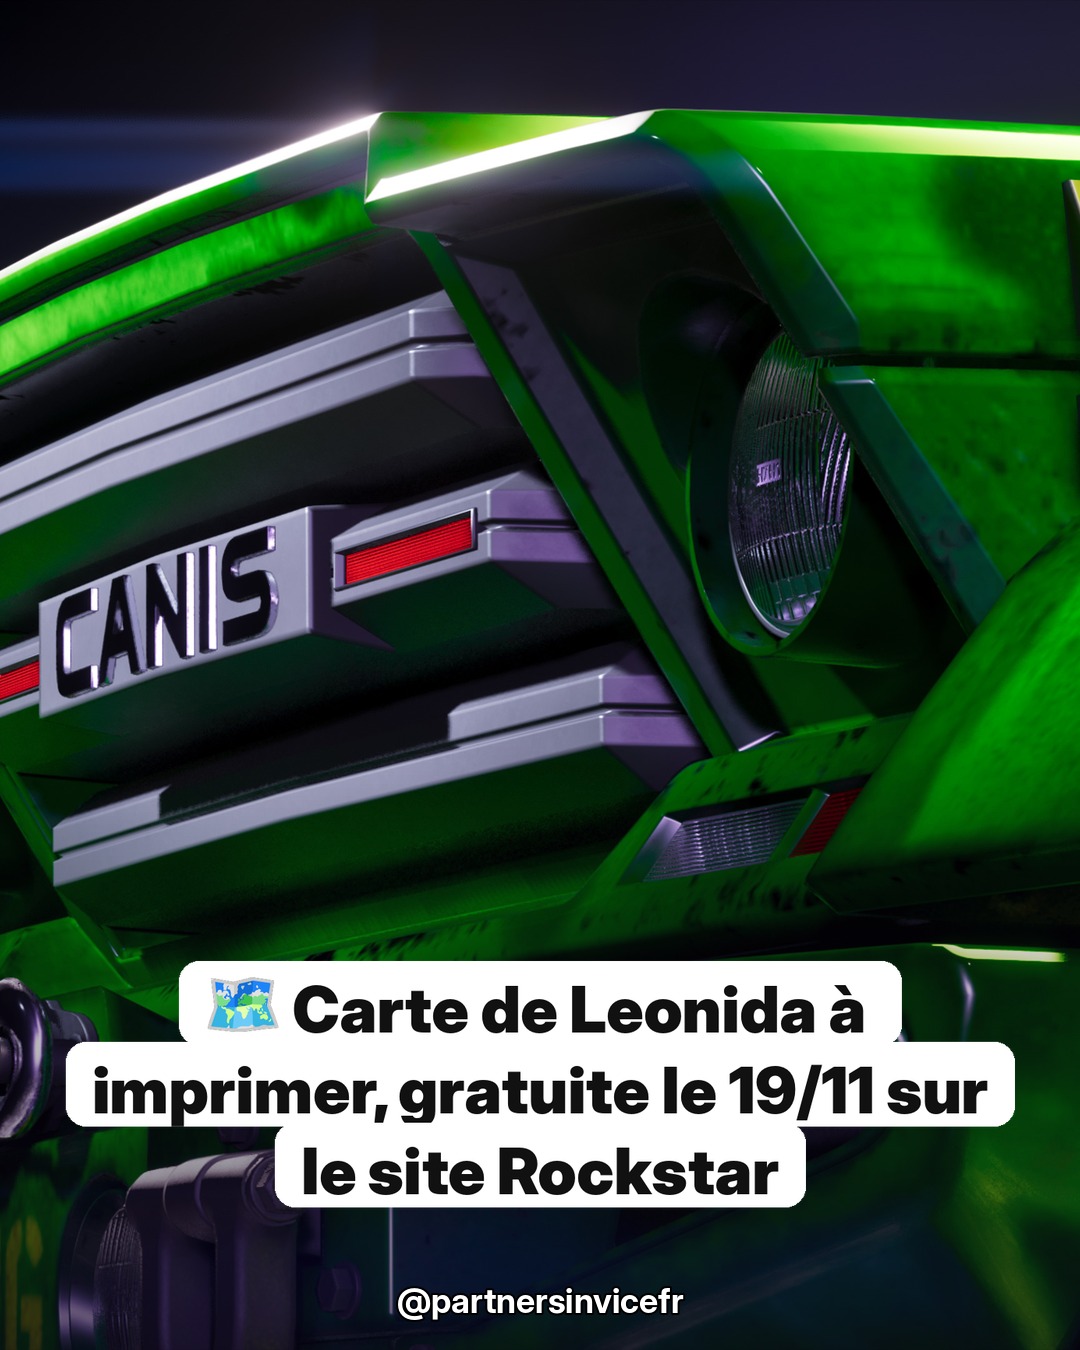 CANIS
🗺️ Carte de Leonida à
imprimer, gratuite le 19/11 sur
le site Rockstar
@partnersinvicefr